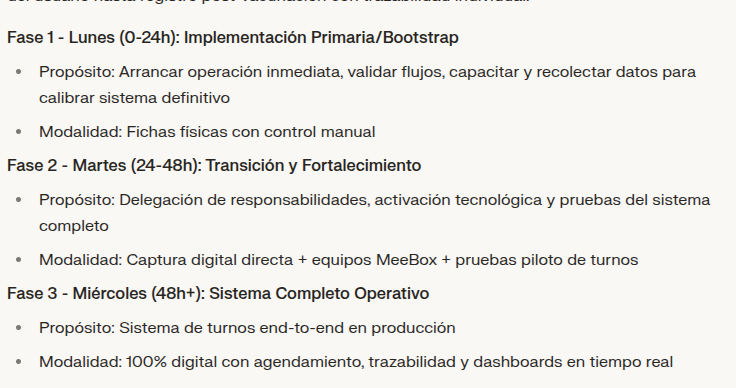 del usuario hasta registro post-vacunación con trazabilidad individual.
Fase 1 - Lunes (0-24h): Implementación Primaria/Bootstrap
• Propósito: Arrancar operación inmediata, validar flujos, capacitar y recolectar datos para
calibrar sistema definitivo
• Modalidad: Fichas físicas con control manual
Fase 2 - Martes (24-48h): Transición y Fortalecimiento
• Propósito: Delegación de responsabilidades, activación tecnológica y pruebas del sistema
completo
• Modalidad: Captura digital directa + equipos MeeBox + pruebas piloto de turnos
Fase 3 - Miércoles (48h+): Sistema Completo Operativo
• Propósito: Sistema de turnos end-to-end en producción
• Modalidad: 100% digital con agendamiento, trazabilidad y dashboards en tiempo real